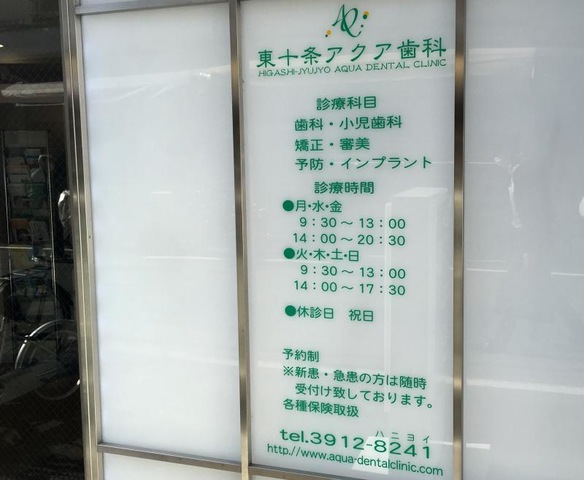 AQ
東十条アクア歯科
HIGASHI-JYUJYO AQUA DENTAL CLINIC
診療科目
歯科・小児歯科
矯正・審美
予防・インプラント
診療時間
●月・水・金
9：30 〜 13：00
14：00 〜 20：30
●火・木・土・日
9：30 〜 13：00
14：00 〜 17：30
●休診日 祝日
予約制
※新患・急患の方は随時
受付け致しております。
各種保険取扱
ハニヨイ
tel.3912-8241
http://www.aqua-dentalclinic.com